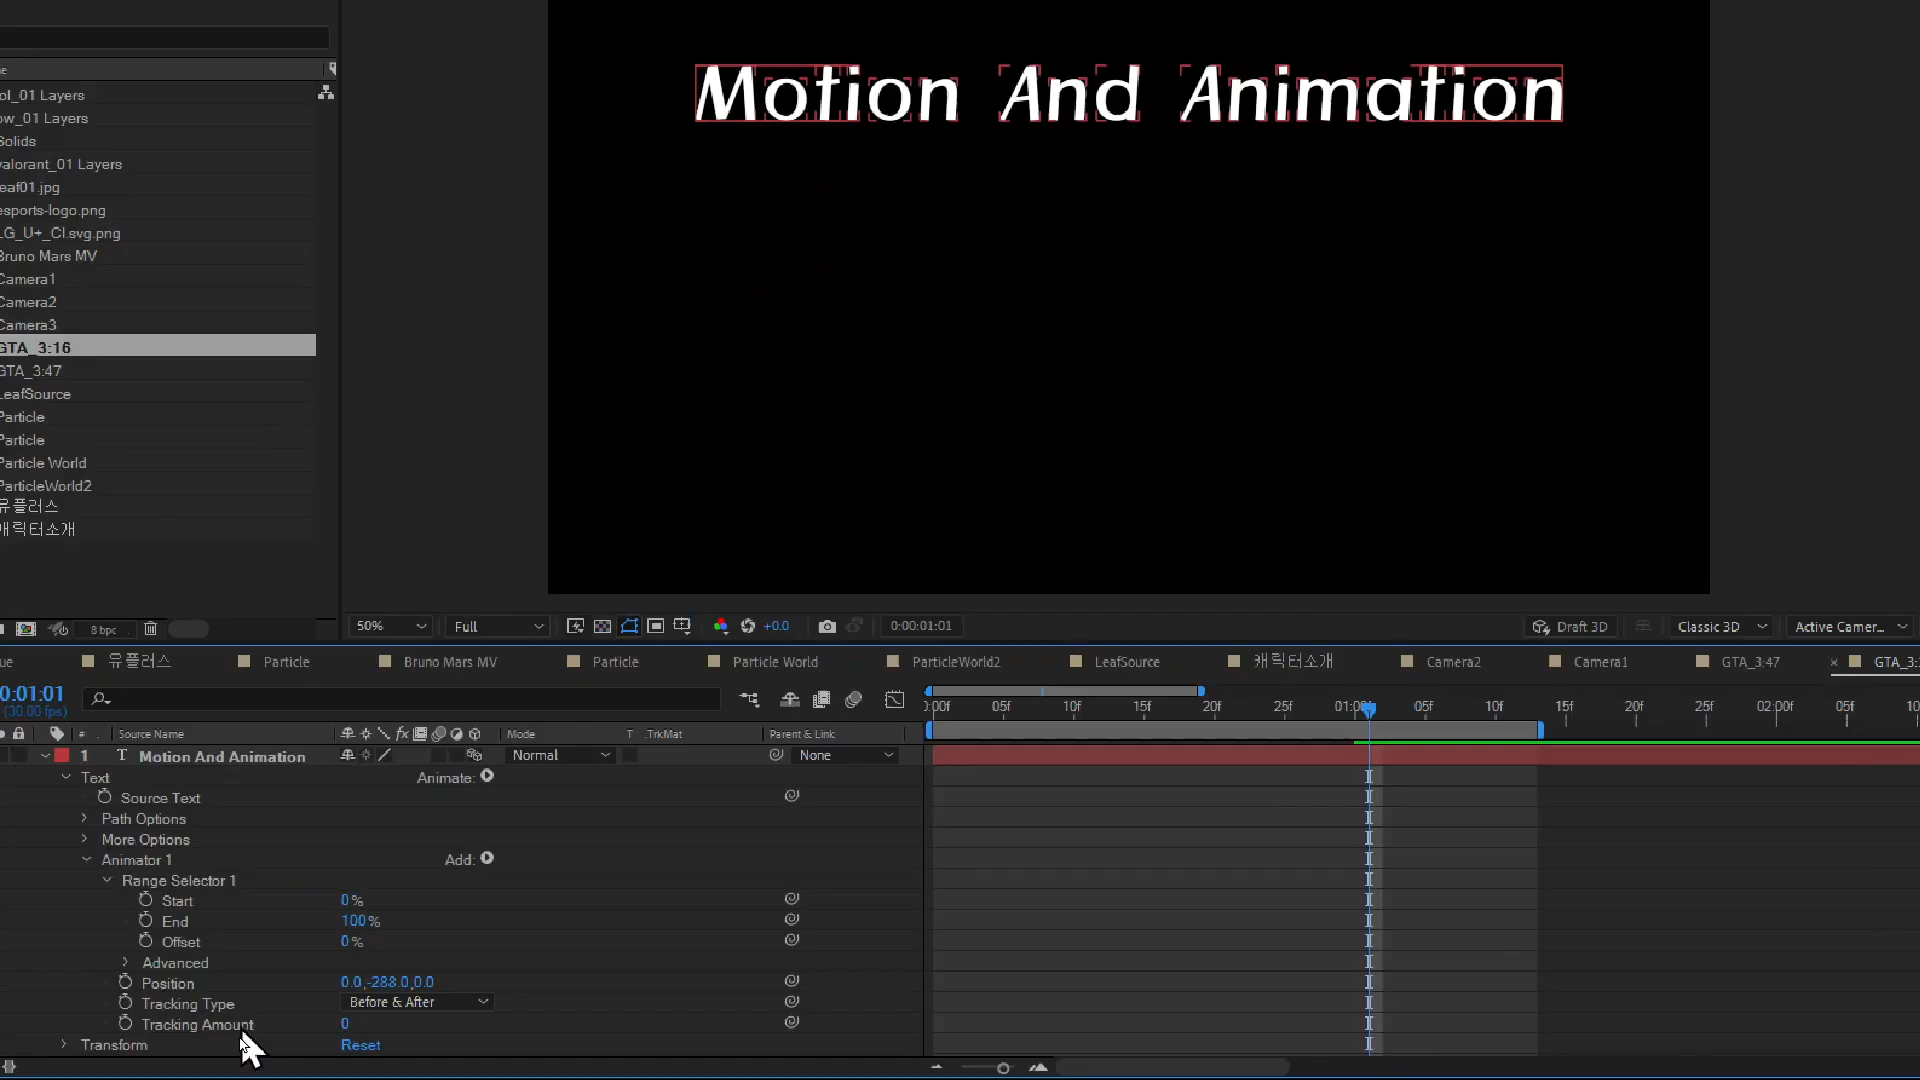 Motion And Animation
e
ol_01 Layers
ow_01 Layers
Solids
valorant_01 Layers
leaf01.jpg
esports-logo.png
LG_U+_CI.svg.png
Bruno Mars MV
Camera1
Camera2
Camera3
GTA_3:16
GTA_3:47
LeafSource
Particle
Particle
Particle World
ParticleWorld2
유플러스
캐릭터소개
8 bpc
50%
Full
+0.0
0:00:01:01
Draft 3D
Classic 3D
Active Camer...
ue
유플러스
Particle
Bruno Mars MV
Particle
Particle World
ParticleWorld2
LeafSource
캐릭터소개
Camera2
Camera1
GTA_3:47
× GTA_3:
0:00:01:01
(30.00 fps)
0:00f 05f 10f 15f 20f 25f 01:00f 05f 10f 15f 20f 25f 02:00f 05f 10
# Source Name fx Mode T .TrkMat Parent & Link
1 T Motion And Animation Normal None
Text Animate:
Source Text
Path Options
More Options
Animator 1 Add:
Range Selector 1
Start 0%
End 100%
Offset 0%
Advanced
Position 0.0,-288.0,0.0
Tracking Type Before & After
Tracking Amount 0
Transform Reset